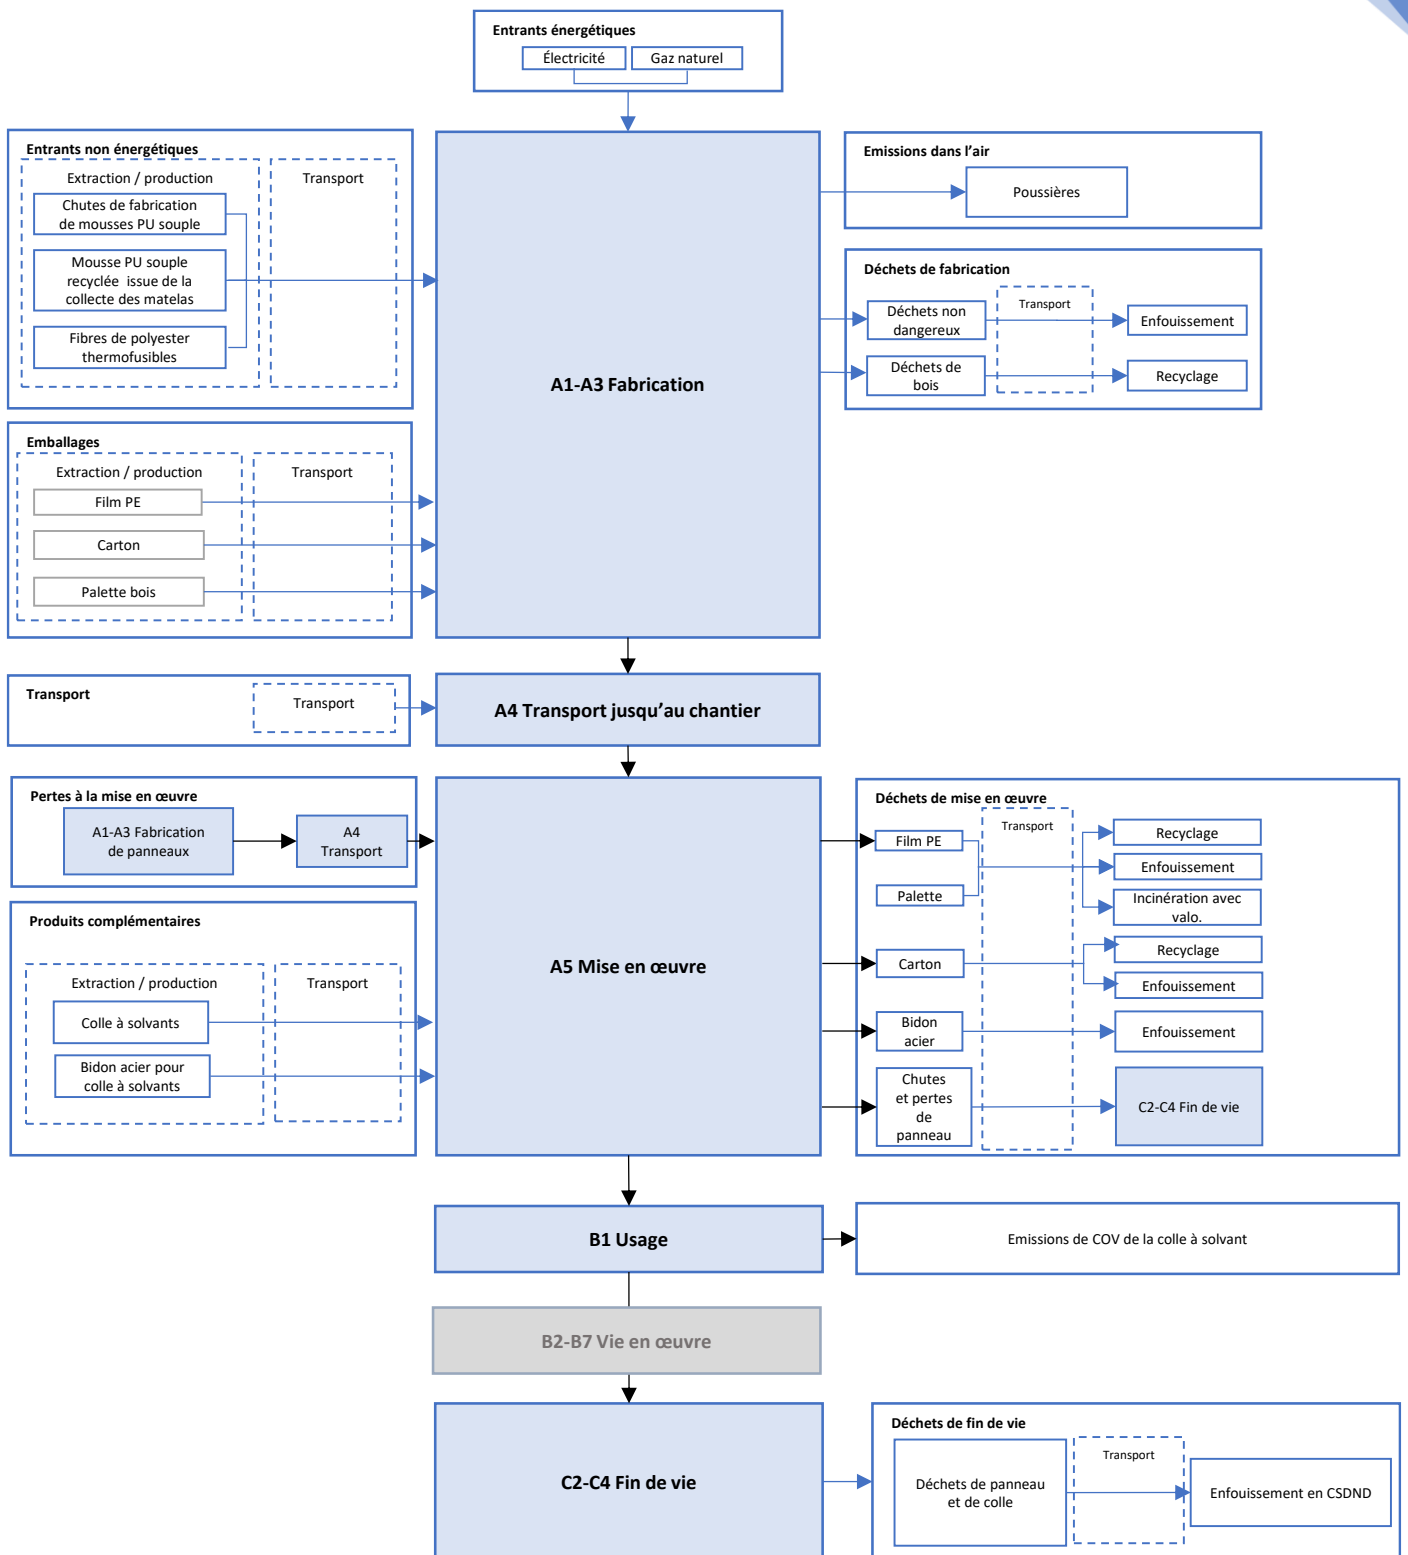 Entrants énergétiques
Électricité
Gaz naturel
Entrants non énergétiques
Extraction / production
Transport
Chutes de fabrication
de mousses PU souple
Mousse PU souple
recyclée issue de la
collecte des matelas
Fibres de polyester
thermofusibles
A1-A3 Fabrication
Emissions dans l'air
Poussières
Déchets de fabrication
Transport
Déchets non
dangereux
Enfouissement
Déchets de
bois
Recyclage
Emballages
Extraction / production
Transport
Film PE
Carton
Palette bois
Transport
Transport
A4 Transport jusqu'au chantier
Pertes à la mise en œuvre
A1-A3 Fabrication
de panneaux
A4
Transport
Produits complémentaires
Extraction / production
Transport
Colle à solvants
Bidon acier pour
colle à solvants
A5 Mise en œuvre
Déchets de mise en œuvre
Transport
Film PE
Palette
Recyclage
Enfouissement
Incinération avec
valo.
Carton
Recyclage
Enfouissement
Bidon
acier
Enfouissement
Chutes
et pertes
de
panneau
C2-C4 Fin de vie
B1 Usage
Emissions de COV de la colle à solvant
B2-B7 Vie en œuvre
C2-C4 Fin de vie
Déchets de fin de vie
Transport
Déchets de panneau
et de colle
Enfouissement en CSDND